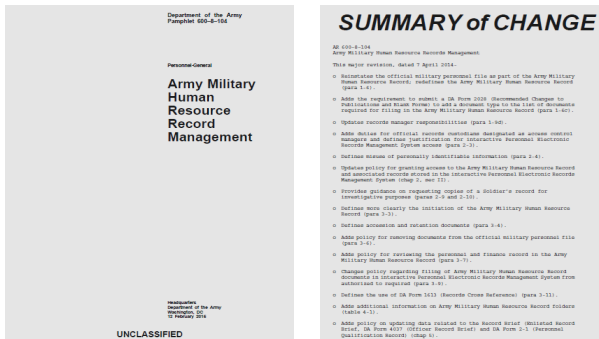 Department of the Army
Pamphlet 600–8–104
Personnel-General
Army Military
Human
Resource
Record
Management
Headquarters
Department of the Army
Washington, DC
UNCLASSIFIED
SUMMARY of CHANGE
AR 600–8–104
Army Military Human Resource Records Management
This major revision, dated 7 April 2014-
o Reinstates the official military personnel file as part of the Army Military
Human Resource Record; redefines the Army Military Human Resource Record
(para 1-6).
o Adds the requirement to submit a DA Form 2028 (Recommended Changes to
Publications and Blank Forms) to add a document type to the list of documents
required for filing in the Army Military Human Resource Record (para 1-6c).
o Updates records manager responsibilities (para 1-9d).
o Adds duties for official records custodians designated as access control
managers and defines justification for interactive Personnel Electronic
Records Management System access (para 2-3).
o Defines misuse of personally identifiable information (para 2-4).
o Updates policy for granting access to the Army Military Human Resource Record
and associated records stored in the interactive Personnel Electronic Records
Management System (chap 2, sec II).
o Provides guidance on requesting copies of a Soldier's record for
investigative purposes (paras 2-9 and 2-10).
o Defines more clearly the initiation of the Army Military Human Resource
Record (para 3-3).
o Defines accession and retention documents (para 3-4).
o Adds policy for removing documents from the official military personnel file
(para 3-6).
o Adds policy for reviewing the personnel and finance record in the Army
Military Human Resource Record (para 3-7).
o Changes policy regarding filing of Army Military Human Resource Record
documents in interactive Personnel Electronic Records Management System from
authorized to required (para 3-8).
o Defines the use of DA Form 1613 (Records Cross Reference) (para 3-11).
o Adds additional information on Army Military Human Resource Record folders
(table 4-1).
o Adds policy on updating data related to the Record Brief (Enlisted Record
Brief, DA Form 4037 (Officer Record Brief) and DA Form 2-1 (Personnel
Qualification Record) (chap 5).